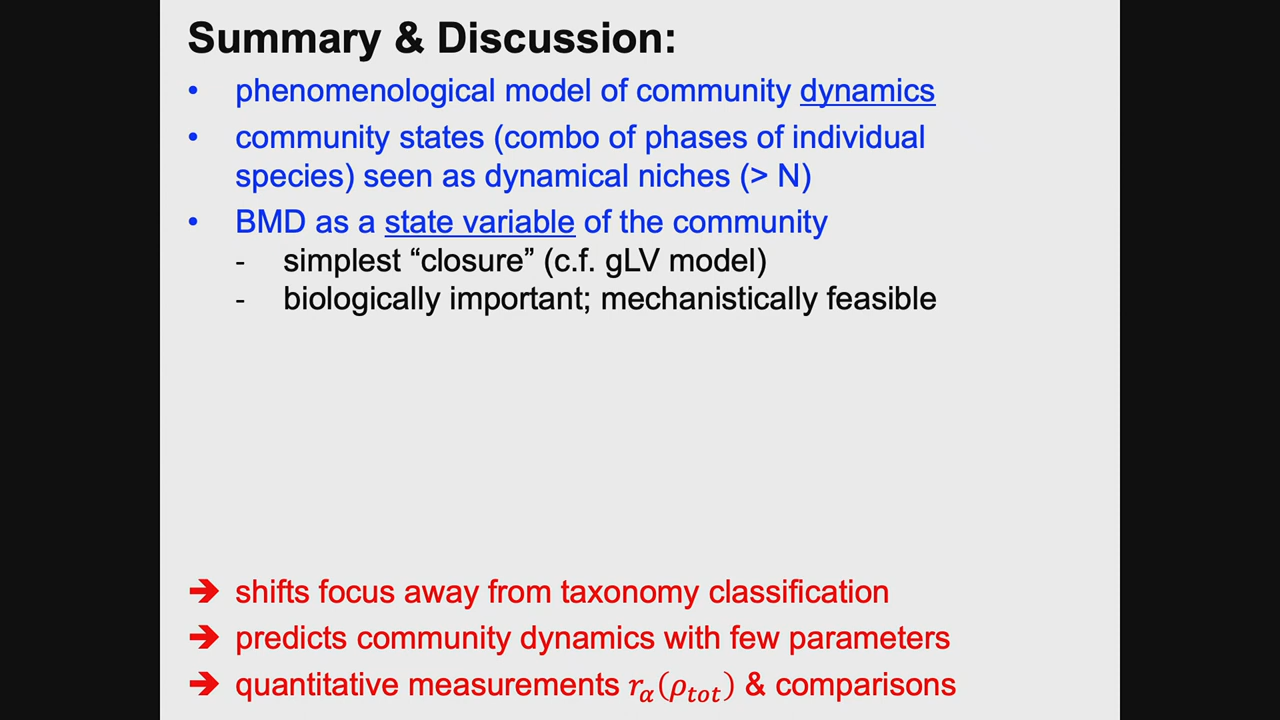 Summary & Discussion:
• phenomenological model of community dynamics
• community states (combo of phases of individual
species) seen as dynamical niches (> N)
• BMD as a state variable of the community
- simplest “closure” (c.f. gLV model)
- biologically important; mechanistically feasible
➔ shifts focus away from taxonomy classification
➔ predicts community dynamics with few parameters
➔ quantitative measurements r_α(ρ_tot) & comparisons